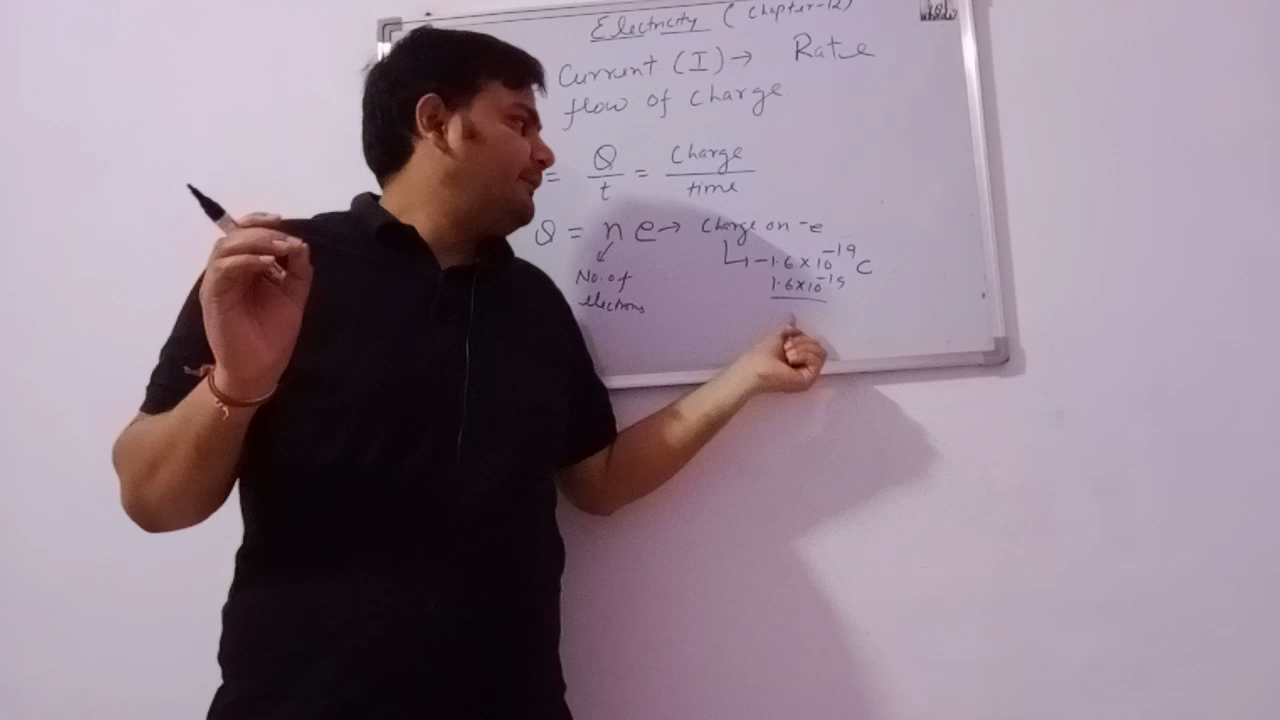 Electricity ( Chapter-12)
Current (I) → Rate
flow of charge
= Q/t = Charge/time
Q = n e → Charge on -e
No. of
electrons
-1.6 × 10^-19 C
1.6×10^-19